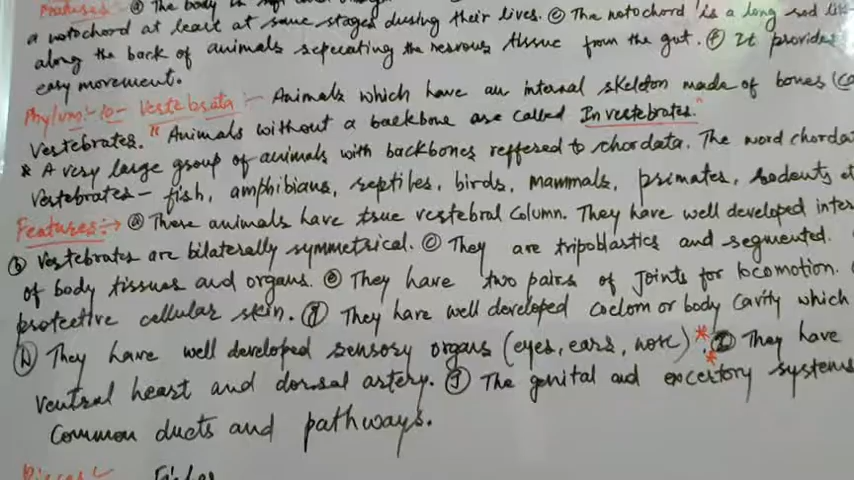 Features @ The body is
a notochord at least at some stages during their lives. © The notochord is a long rod
along the back of animals seperating the nervous tissue from the gut. It provides
easy movement.
Phylum:- 10- Vertebrata :- Animals which have an internal skeleton made of bones
Vertebrates. "Animals without a backbone are called Invertebrates."
* A very large group of animals with backbones reffered to chordata. The word
Vertebrates - fish, amphibians, reptiles, birds, mammals, primates, rodents
Features:→ ⓐ These animals have true vertebral column. They have well developed
ⓑ Vertebrates are bilaterally symmetrical. © They are tripoblastics and segmented.
of body tissues and organs. ⓔ They have two pairs of Joints for locomotion.
protective cellular skin. They have well developed coelom or body cavity which
ⓗ They have well developed sensory organs (eyes, ears, nose) * Ⓘ They have
Ventral heart and dorsal artery. Ⓙ The genital and excertory systems
Common ducts and pathways.